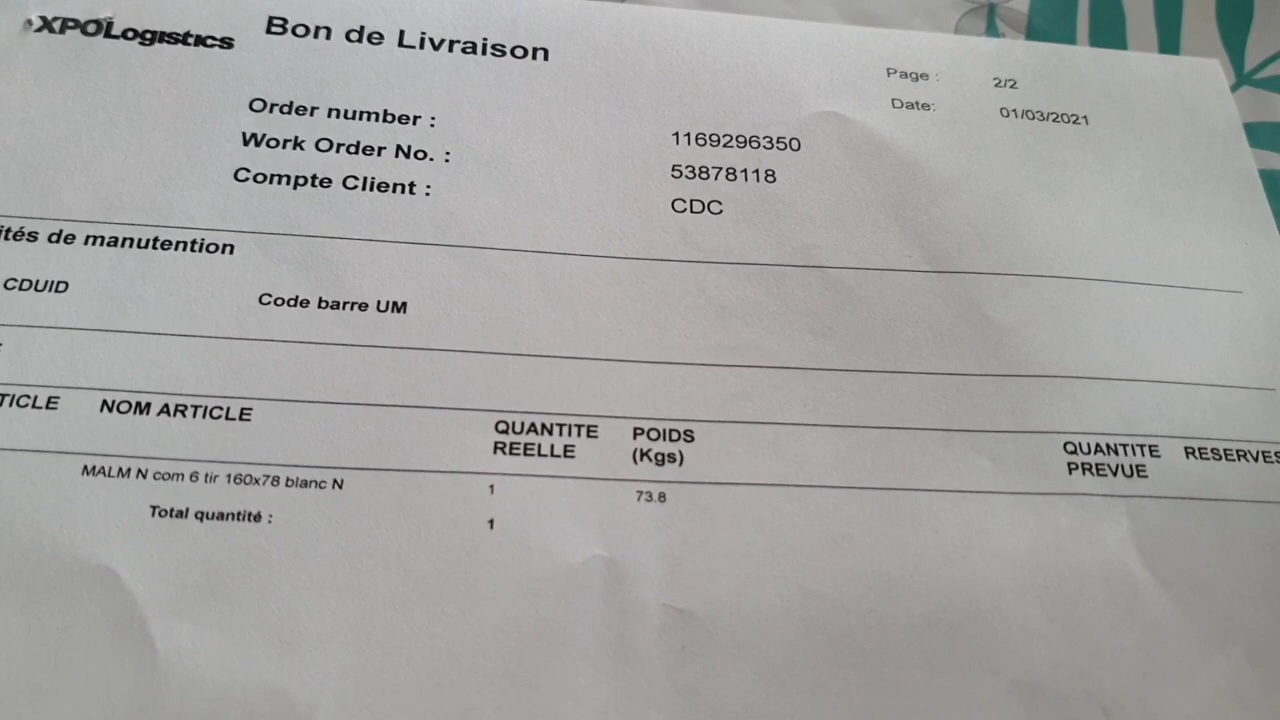 XPOLogistics Bon de Livraison
Page : 2/2
Date: 01/03/2021
Order number : 1169296350
Work Order No. : 53878118
Compte Client : CDC
ités de manutention
CDUID Code barre UM
TICLE NOM ARTICLE QUANTITE REELLE POIDS (Kgs) QUANTITE PREVUE RESERVES
MALM N com 6 tir 160x78 blanc N 1 73.8
Total quantité : 1